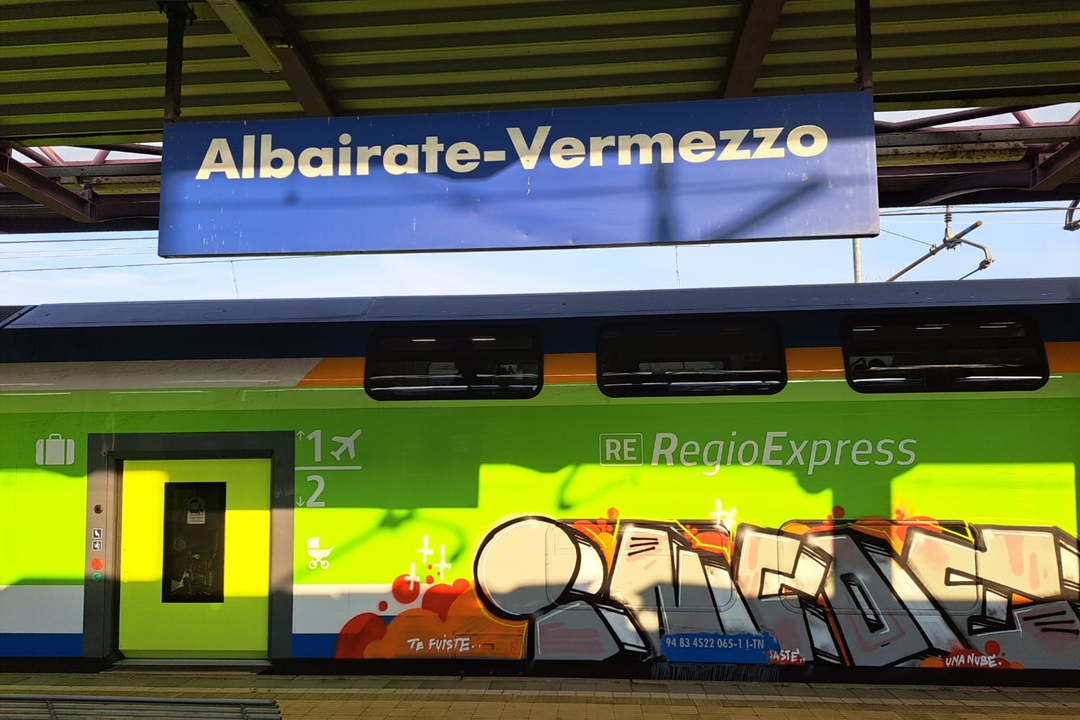 Albairate-Vermezzo
1
2
RE RegioExpress
TE FUISTE..
94 83 4522 065-1 I-TN
UNA NUBE.